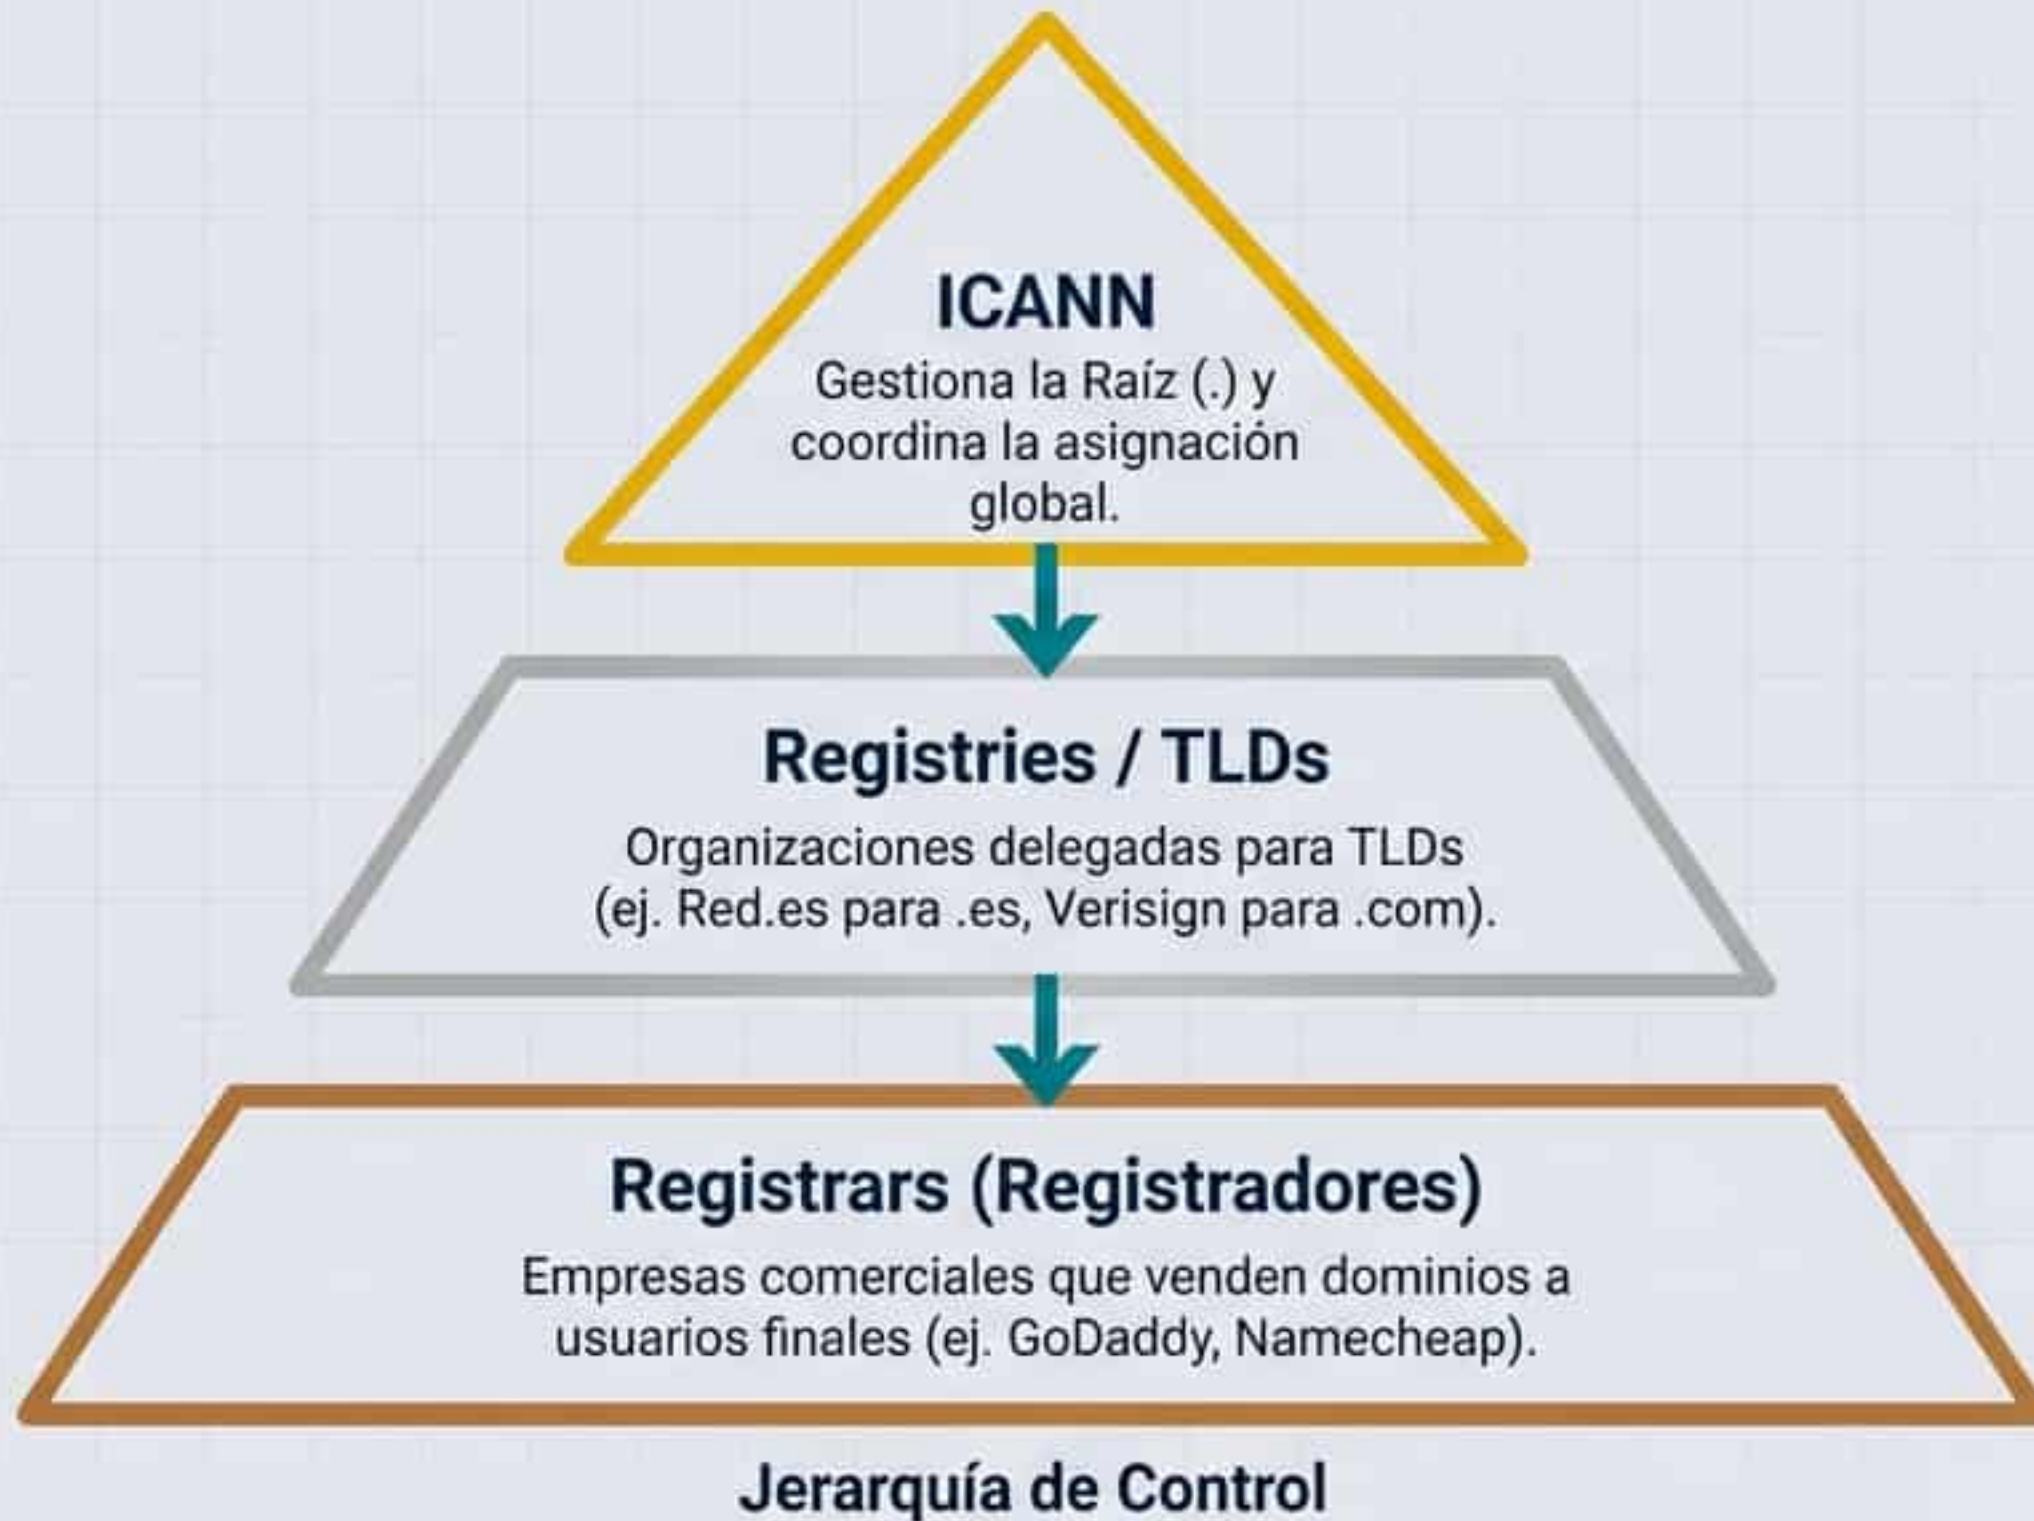 ICANN
Gestiona la Raíz (.) y
coordina la asignación
global.
Registries / TLDs
Organizaciones delegadas para TLDs
(ej. Red.es para .es, Verisign para .com).
Registrars (Registradores)
Empresas comerciales que venden dominios a
usuarios finales (ej. GoDaddy, Namecheap).
Jerarquía de Control